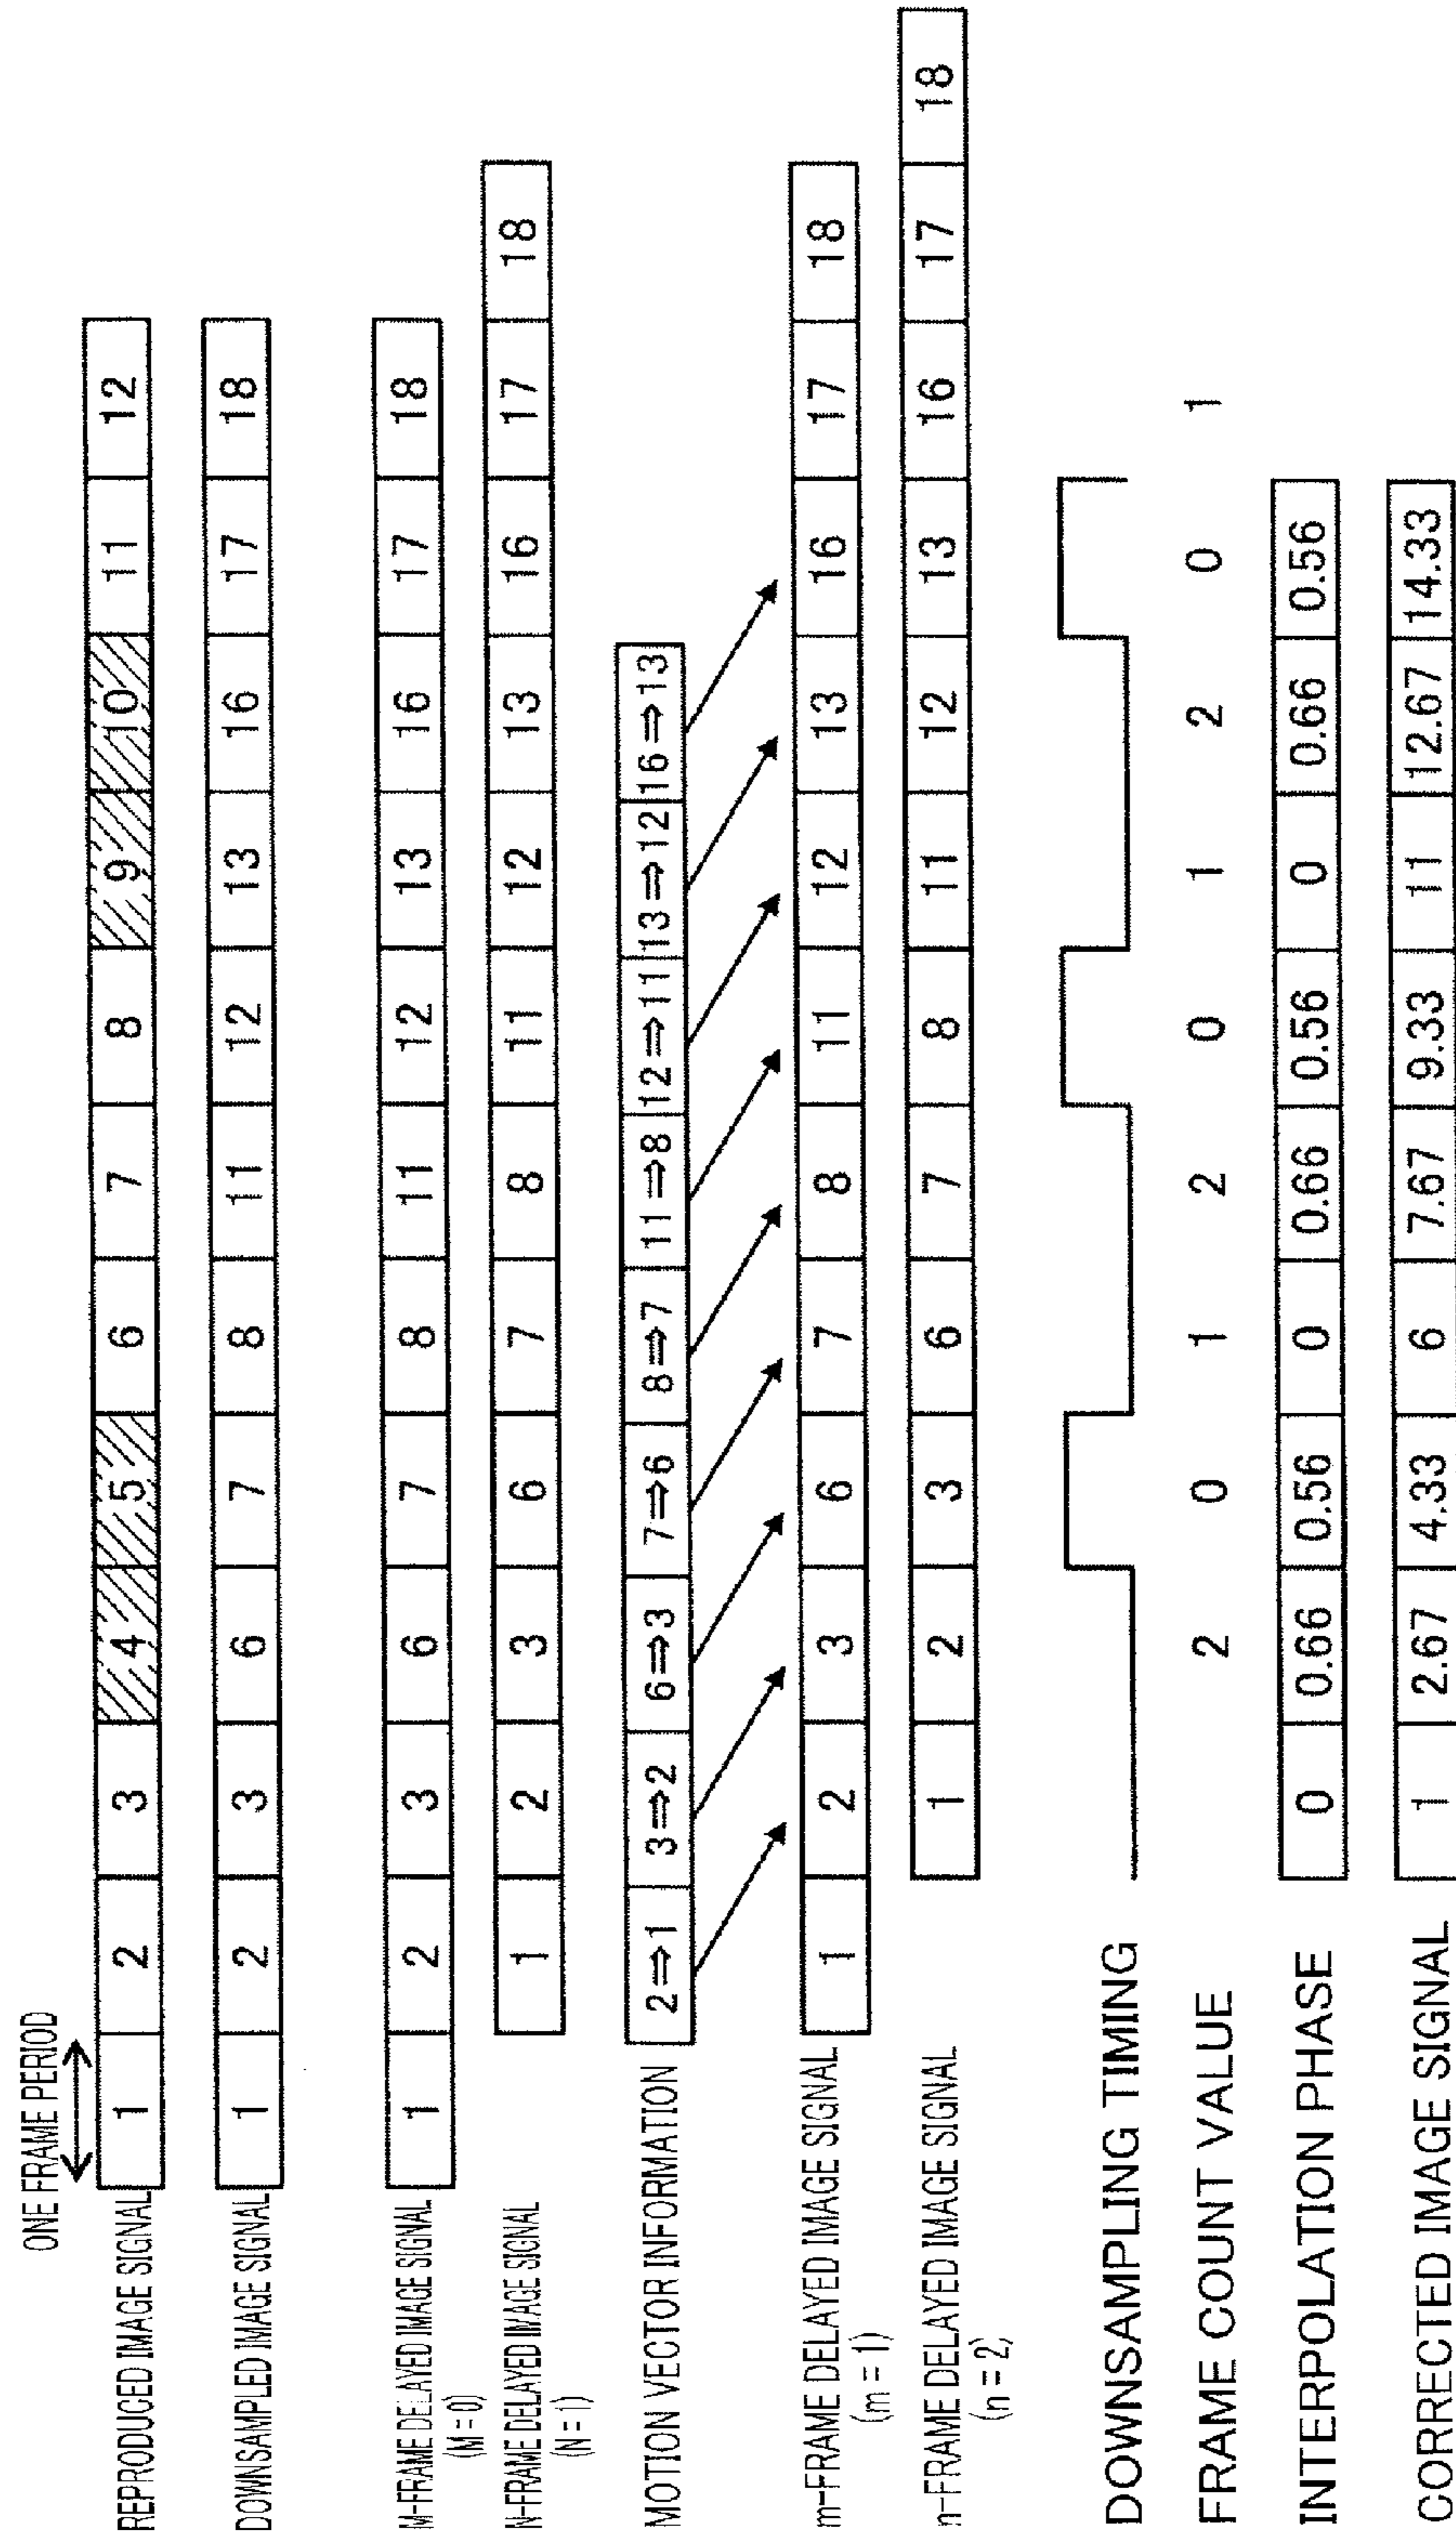 ONE FRAME PERIOD
REPRODUCED IMAGE SIGNAL 1 2 3 4 5 6 7 8 9 10 11 12
DOWNSAMPLED IMAGE SIGNAL 1 2 3 6 7 8 11 12 13 16 17 18
M-FRAME DELAYED IMAGE SIGNAL 1 2 3 6 7 8 11 12 13 16 17 18
(M = 0)
N-FRAME DELAYED IMAGE SIGNAL 1 2 3 6 7 8 11 12 13 16 17 18
(N = 1)
MOTION VECTOR INFORMATION 2⇒1 3⇒2 6⇒3 7⇒6 8⇒7 11⇒8 12⇒11 13⇒12 16⇒13
m-FRAME DELAYED IMAGE SIGNAL 1 2 3 6 7 8 11 12 13 16 17 18
(m = 1)
n-FRAME DELAYED IMAGE SIGNAL 1 2 3 6 7 8 11 12 13 16 17 18
(n = 2)
DOWNSAMPLING TIMING
FRAME COUNT VALUE 2 0 1 2 0 1 2 0 1
INTERPOLATION PHASE 0 0.66 0.56 0 0.66 0.56 0 0.66 0.56
CORRECTED IMAGE SIGNAL 1 2.67 4.33 6 7.67 9.33 11 12.67 14.33